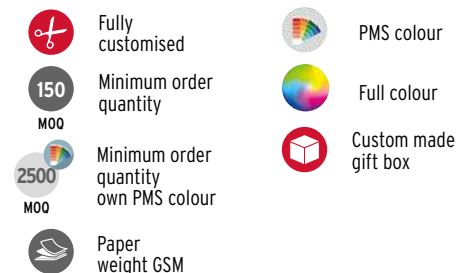 Fully
customised
150
MOQ
Minimum order
quantity
2500
MOQ
Minimum order
quantity
own PMS colour
Paper
weight GSM
PMS colour
Full colour
Custom made
gift box